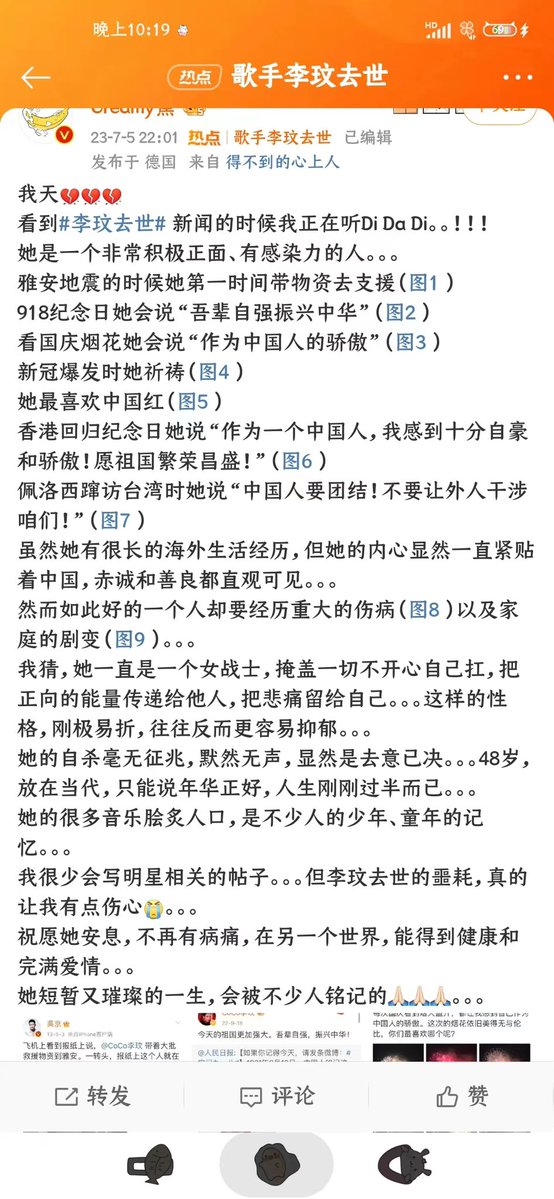 晚上10:19
HD
69
热点 歌手李玟去世
23-7-5 22:01 热点 | 歌手李玟去世 已编辑
发布于 德国 来自 得不到的心上人
我天💔💔💔
看到#李玟去世# 新闻的时候我正在听Di Da Di。。！！！
她是一个非常积极正面、有感染力的人。。。
雅安地震的时候她第一时间带物资去支援（图1 ）
918纪念日她会说“吾辈自强振兴中华”（图2 ）
看国庆烟花她会说“作为中国人的骄傲”（图3 ）
新冠爆发时她祈祷（图4 ）
她最喜欢中国红（图5 ）
香港回归纪念日她说“作为一个中国人，我感到十分自豪
和骄傲！愿祖国繁荣昌盛！”（图6 ）
佩洛西蹿访台湾时她说“中国人要团结！不要让外人干涉
咱们！”（图7 ）
虽然她有很长的海外生活经历，但她的内心显然一直紧贴
着中国，赤诚和善良都直观可见。。。
然而如此好的一个人却要经历重大的伤病（图8 ）以及家
庭的剧变（图9 ）。。。
我猜，她一直是一个女战士，掩盖一切不开心自己扛，把
正向的能量传递给他人，把悲痛留给自己。。。这样的性
格，刚极易折，往往反而更容易抑郁。。。
她的自杀毫无征兆，默然无声，显然是去意已决。。。48岁，
放在当代，只能说年华正好，人生刚刚过半而已。。。
她的很多音乐脍炙人口，是不少人的少年、童年的记
忆。。。
我很少会写明星相关的帖子。。。但李玟去世的噩耗，真的
让我有点伤心😭。。。
祝愿她安息，不再有病痛，在另一个世界，能得到健康和
完满爱情。。。
她短暂又璀璨的一生，会被不少人铭记的🙏🏻🙏🏻🙏🏻。。。
飞机上看到报纸上说，@CoCo李玟 带着大批
救援物资到雅安。一转头，报纸上这个人就在
今天的祖国更加强大。吾辈自强，振兴中华！
@人民日报:【如果你记得今天，请发条微博：#
中国人的骄傲。这次的烟花依旧美得无与伦
比，你们最喜欢哪个呢？
转发
评论
赞